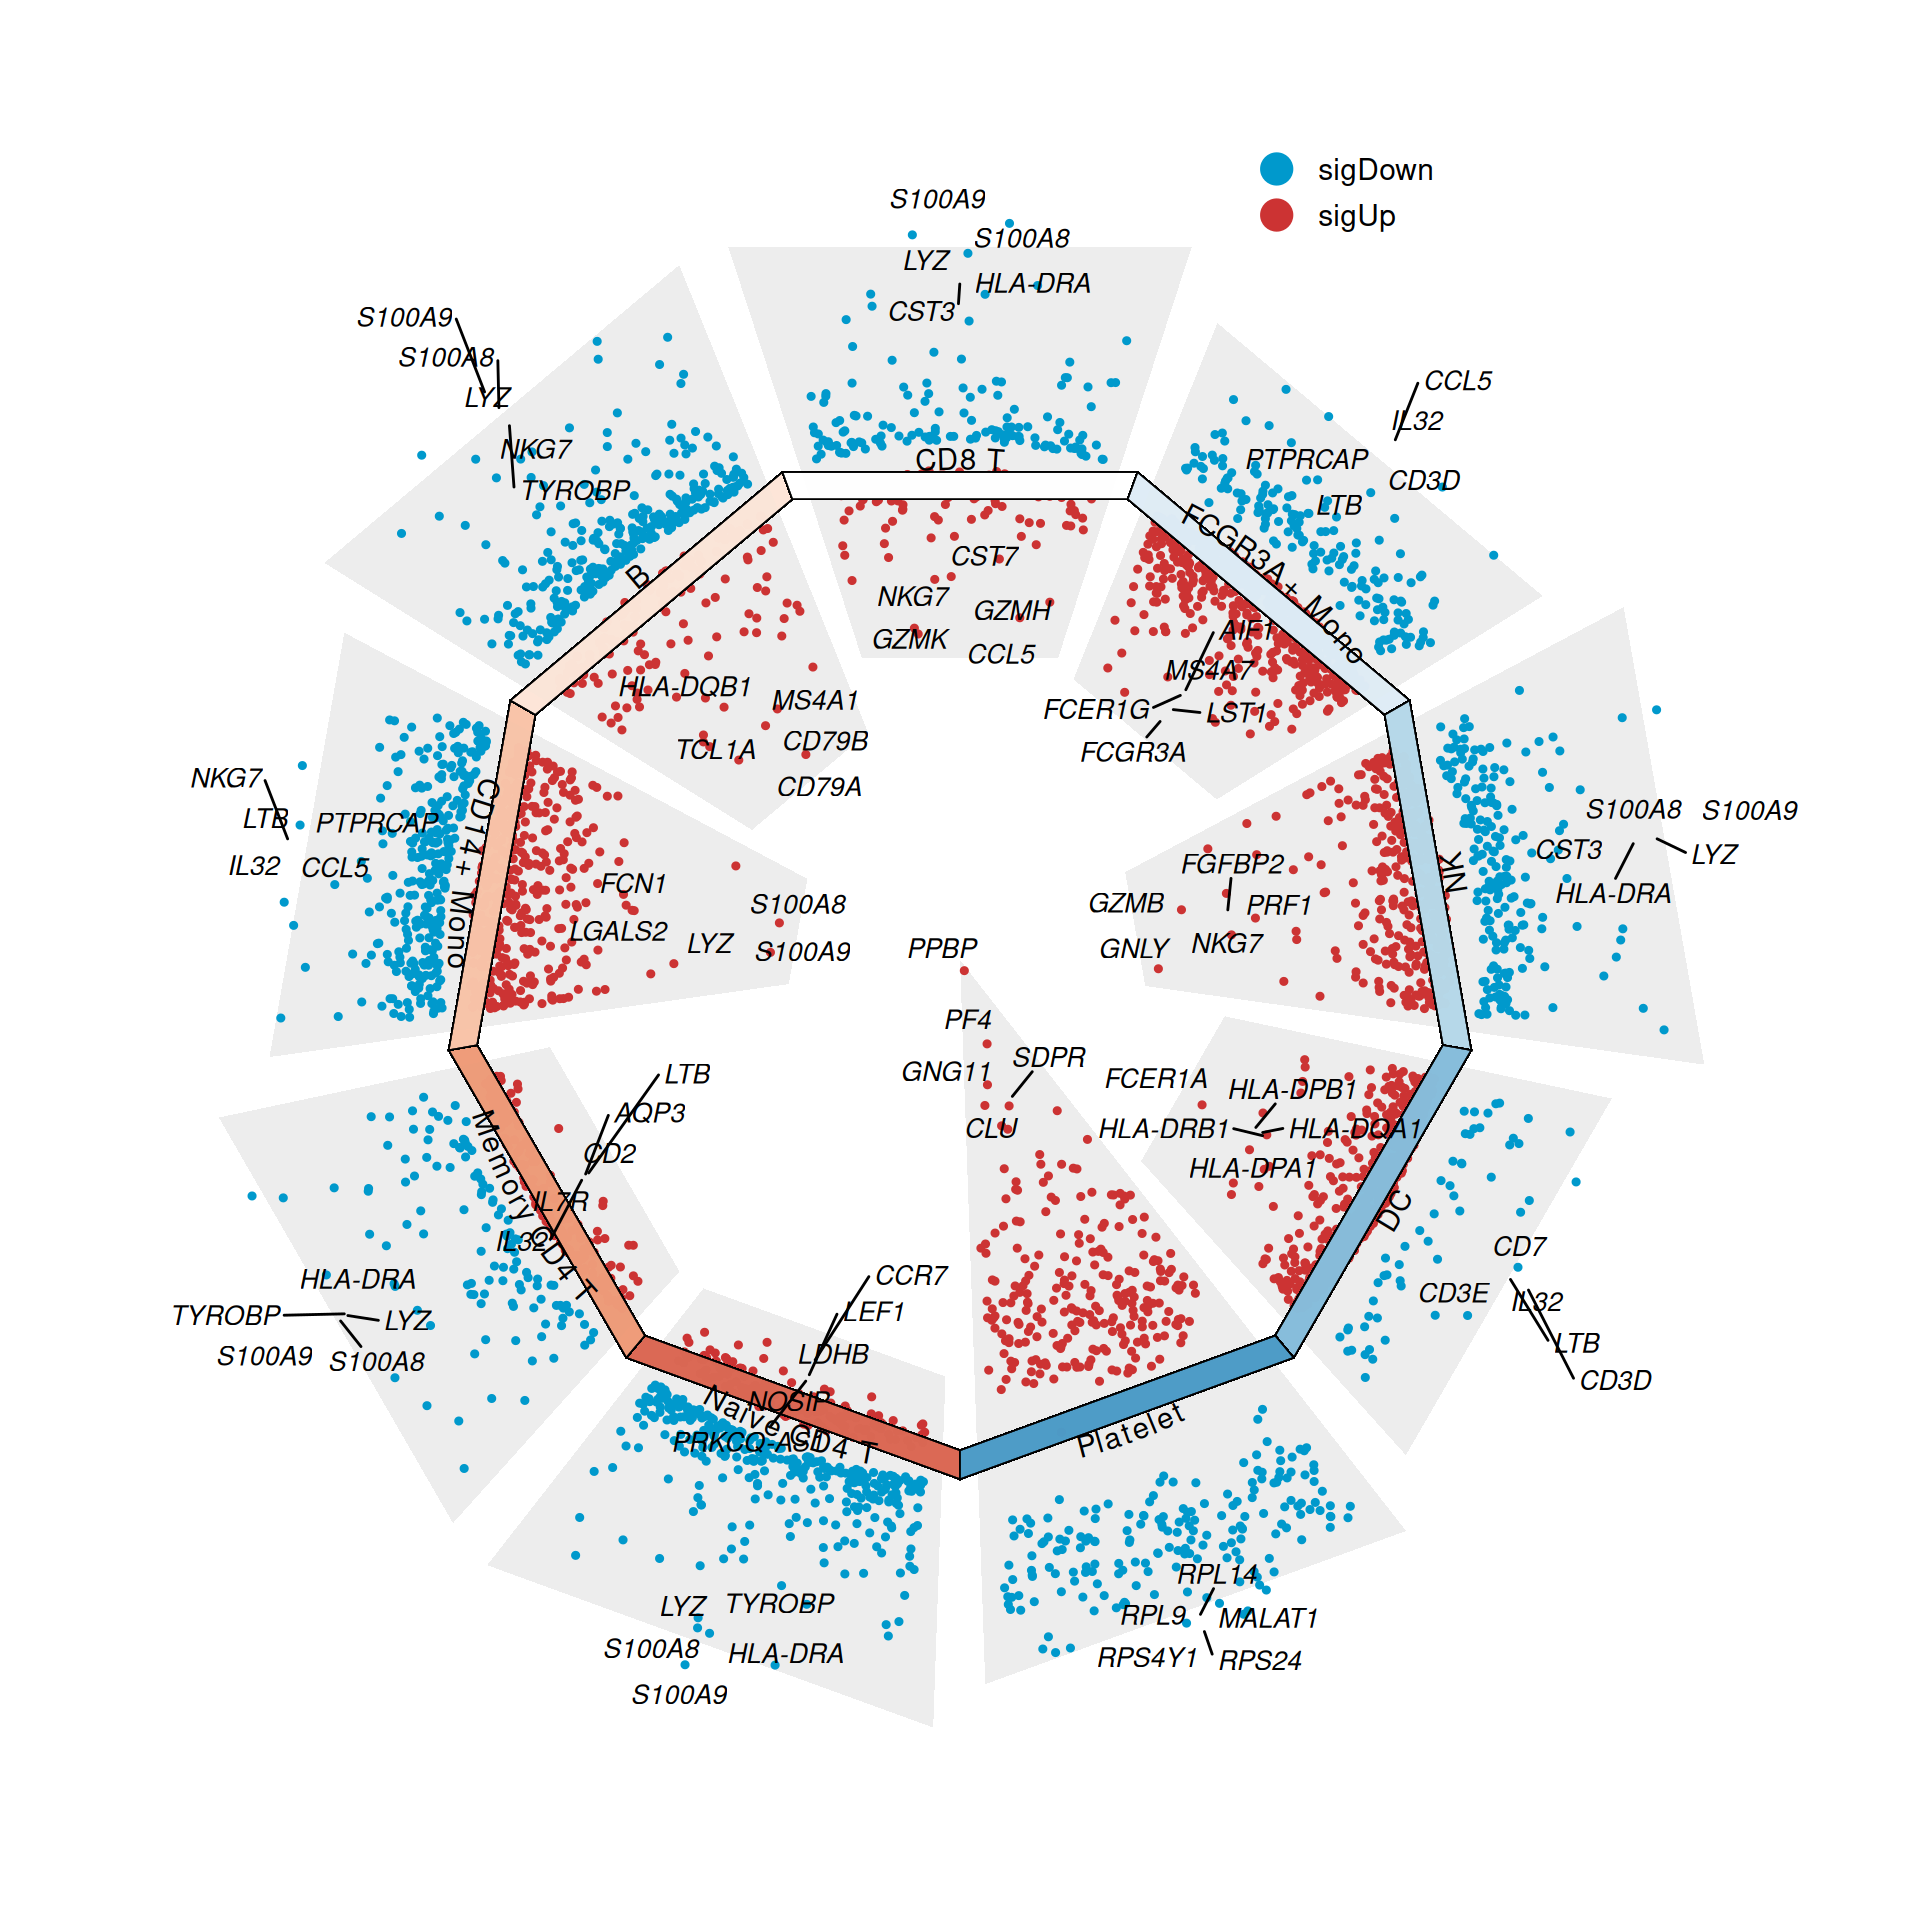 sigDown
sigUp
S100A9
S100A8
LYZ
HLA-DRA
CST3
CD8 T
CST7
NKG7
GZMH
GZMK
CCL5
CCL5
IL32
PTPRCAP
CD3D
LTB
FCGR3A+ Mono
AIF1
MS4A7
FCER1G
LST1
FCGR3A
S100A8
S100A9
CST3
LYZ
HLA-DRA
NK
FGFBP2
GZMB
PRF1
GNLY
NKG7
FCER1A
HLA-DPB1
HLA-DRB1
HLA-DQA1
HLA-DPA1
DC
CD7
CD3E
IL32
LTB
CD3D
PPBP
PF4
SDPR
GNG11
CLU
Platelet
RPL14
RPL9
MALAT1
RPS4Y1
RPS24
CCR7
LEF1
LDHB
NOSIP
PRKCQ-AS1
Naive CD4 T
LYZ
TYROBP
S100A8
HLA-DRA
S100A9
LTB
AQP3
CD2
IL7R
IL32
Memory CD4 T
HLA-DRA
TYROBP
LYZ
S100A9
S100A8
NKG7
LTB
PTPRCAP
IL32
CCL5
CD14+ Mono
FCN1
S100A8
LGALS2
LYZ
S100A9
S100A9
S100A8
LYZ
NKG7
TYROBP
B
HLA-DQB1
MS4A1
TCL1A
CD79B
CD79A